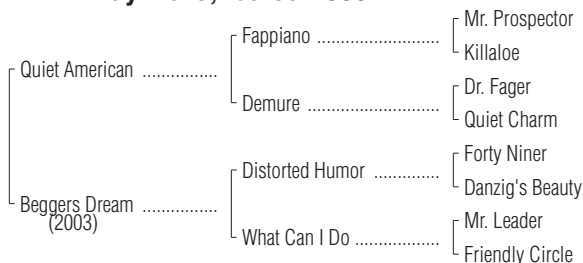 Mr. Prospector
Fappiano
Killaloe
Quiet American
Dr. Fager
Demure
Quiet Charm
Forty Niner
Distorted Humor
Danzig's Beauty
Beggers Dream
(2003)
Mr. Leader
What Can I Do
Friendly Circle